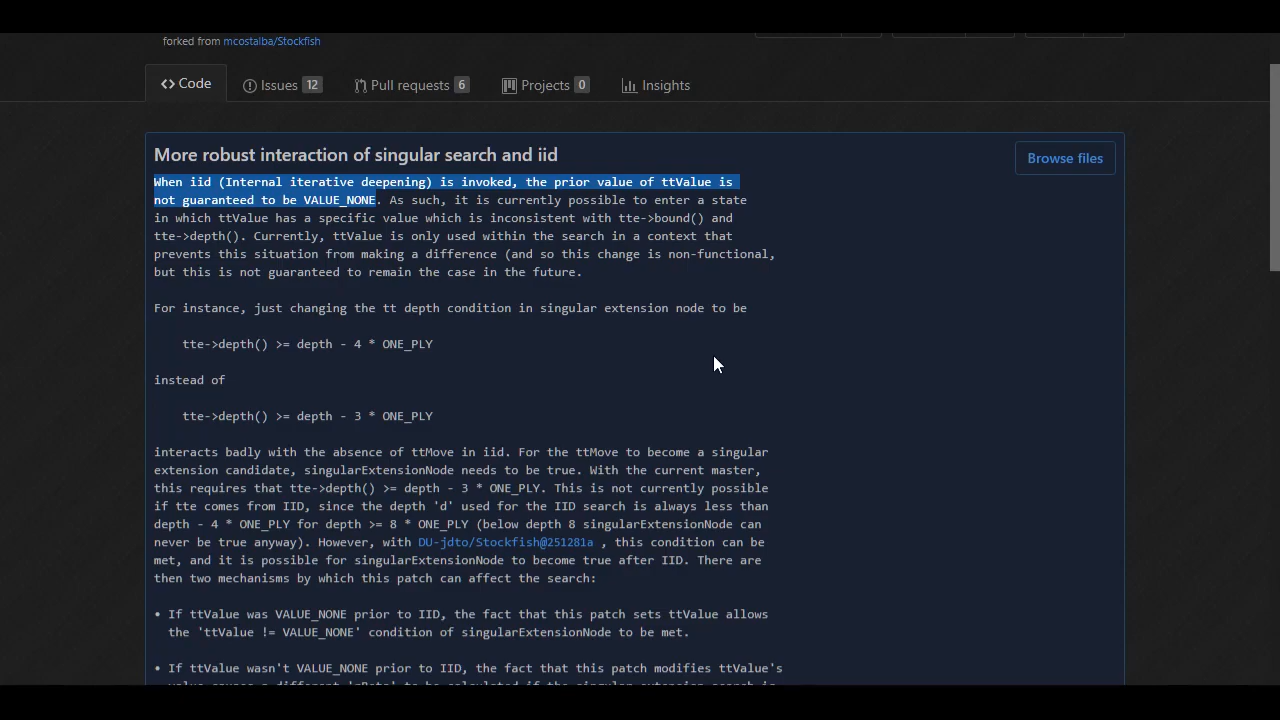 forked from mcostalba/Stockfish
Code
Issues 12
Pull requests 6
Projects 0
Insights
More robust interaction of singular search and iid
Browse files
When iid (Internal iterative deepening) is invoked, the prior value of ttValue is
not guaranteed to be VALUE_NONE. As such, it is currently possible to enter a state
in which ttValue has a specific value which is inconsistent with tte->bound() and
tte->depth(). Currently, ttValue is only used within the search in a context that
prevents this situation from making a difference (and so this change is non-functional,
but this is not guaranteed to remain the case in the future.
For instance, just changing the tt depth condition in singular extension node to be
tte->depth() >= depth - 4 * ONE_PLY
instead of
tte->depth() >= depth - 3 * ONE_PLY
interacts badly with the absence of ttMove in iid. For the ttMove to become a singular
extension candidate, singularExtensionNode needs to be true. With the current master,
this requires that tte->depth() >= depth - 3 * ONE_PLY. This is not currently possible
if tte comes from IID, since the depth 'd' used for the IID search is always less than
depth - 4 * ONE_PLY for depth >= 8 * ONE_PLY (below depth 8 singularExtensionNode can
never be true anyway). However, with DU-jdto/Stockfish@251281a , this condition can be
met, and it is possible for singularExtensionNode to become true after IID. There are
then two mechanisms by which this patch can affect the search:
• If ttValue was VALUE_NONE prior to IID, the fact that this patch sets ttValue allows
the 'ttValue != VALUE_NONE' condition of singularExtensionNode to be met.
• If ttValue wasn't VALUE_NONE prior to IID, the fact that this patch modifies ttValue's